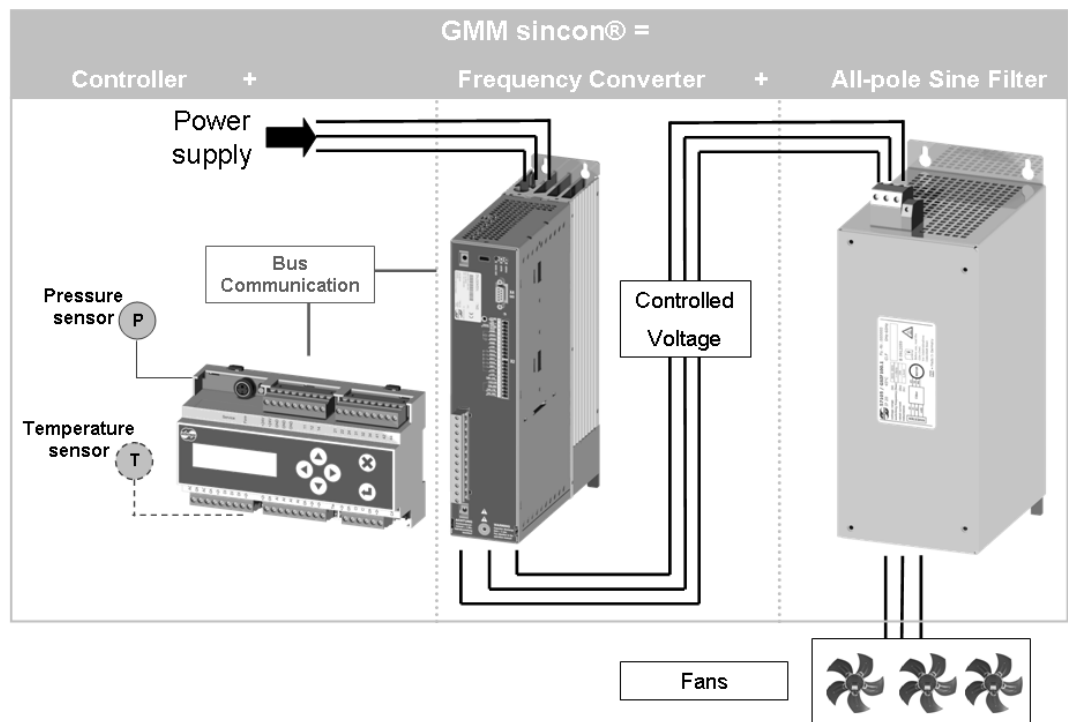 GMM sincon® =
Controller + Frequency Converter + All-pole Sine Filter
Power
supply
Bus
Communication
Pressure
sensor
P
Controlled
Voltage
Temperature
sensor
T
Fans